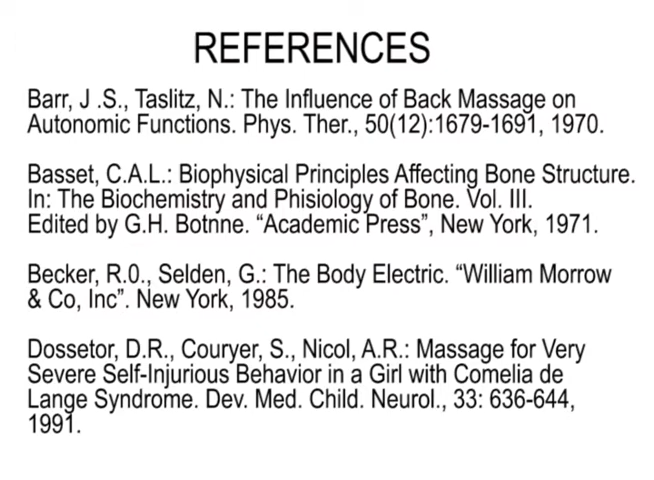 REFERENCES
Barr, J .S., Taslitz, N.: The Influence of Back Massage on
Autonomic Functions. Phys. Ther., 50(12):1679-1691, 1970.
Basset, C.A.L.: Biophysical Principles Affecting Bone Structure.
In: The Biochemistry and Phisiology of Bone. Vol. III.
Edited by G.H. Botnne. “Academic Press”, New York, 1971.
Becker, R.0., Selden, G.: The Body Electric. “William Morrow
& Co, Inc”. New York, 1985.
Dossetor, D.R., Couryer, S., Nicol, A.R.: Massage for Very
Severe Self-Injurious Behavior in a Girl with Comelia de
Lange Syndrome. Dev. Med. Child. Neurol., 33: 636-644,
1991.